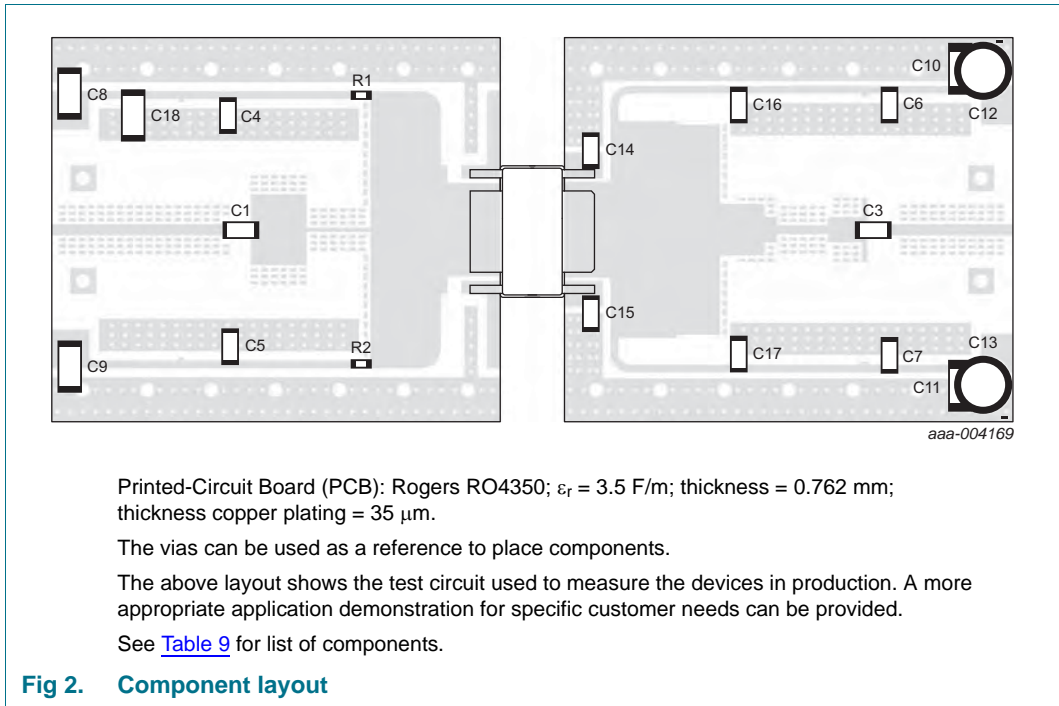 C8
C18
C4
R1
C1
C5
R2
C9
C10
C16
C6
C12
C14
C3
C15
C17
C7
C13
C11
aaa-004169
Printed-Circuit Board (PCB): Rogers RO4350; εr = 3.5 F/m; thickness = 0.762 mm;
thickness copper plating = 35 μm.
The vias can be used as a reference to place components.
The above layout shows the test circuit used to measure the devices in production. A more
appropriate application demonstration for specific customer needs can be provided.
See Table 9 for list of components.
Fig 2. Component layout